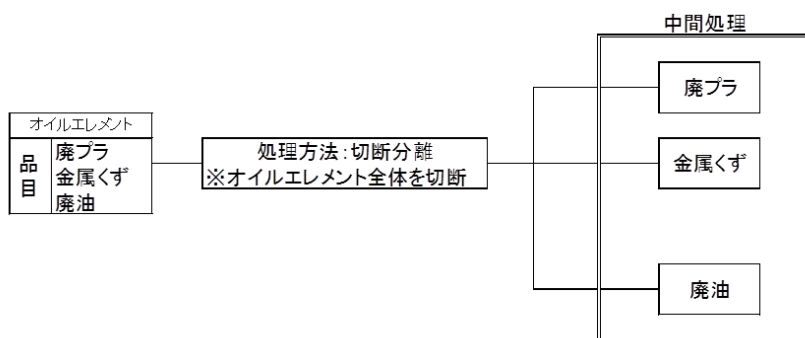 中間処理
廃プラ
オイルエレメント
品目
廃プラ
金属くず
廃油
処理方法：切断分離
※オイルエレメント全体を切断
金属くず
廃油